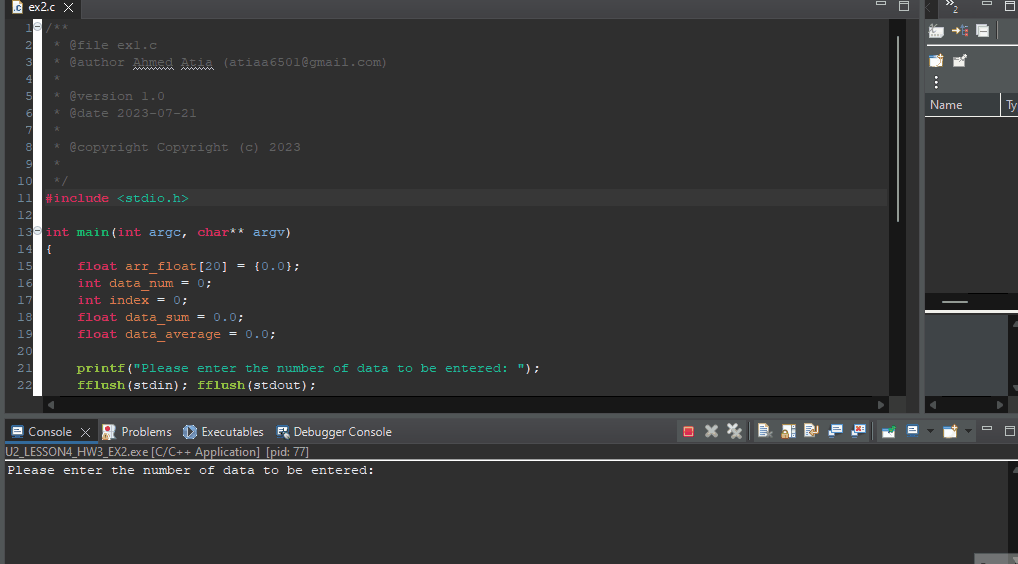 ex2.c
2
1 /**
2 * @file ex1.c
3 * @author Ahmed Atia (atiaa6501@gmail.com)
4 *
5 * @version 1.0
6 * @date 2023-07-21
7 *
8 * @copyright Copyright (c) 2023
9 *
10 */
11 #include <stdio.h>
12
13 int main(int argc, char** argv)
14 {
15 float arr_float[20] = {0.0};
16 int data_num = 0;
17 int index = 0;
18 float data_sum = 0.0;
19 float data_average = 0.0;
20
21 printf("Please enter the number of data to be entered: ");
22 fflush(stdin); fflush(stdout);
Name Ty
Console Problems Executables Debugger Console
U2_LESSON4_HW3_EX2.exe [C/C++ Application] [pid: 77]
Please enter the number of data to be entered: